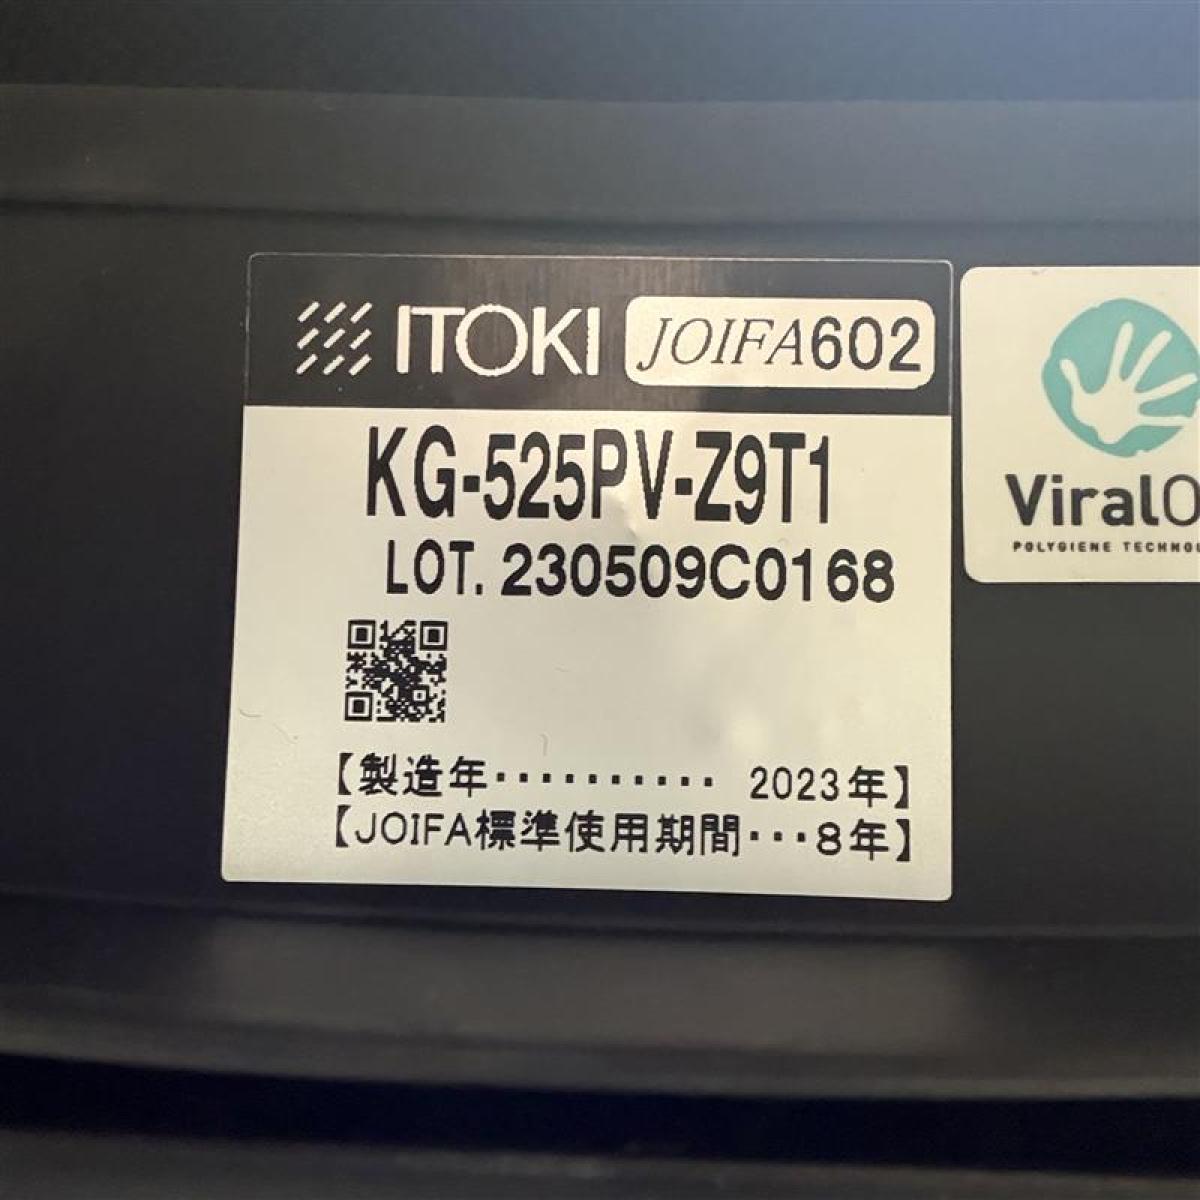 ITOKI JOIFA602
KG-525PV-Z9T1
LOT. 230509C0168
【製造年・・・・・・・・・・ 2023年】
【JOIFA標準使用期間・・・8年】
ViralO
POLYGIENE TECHNOL